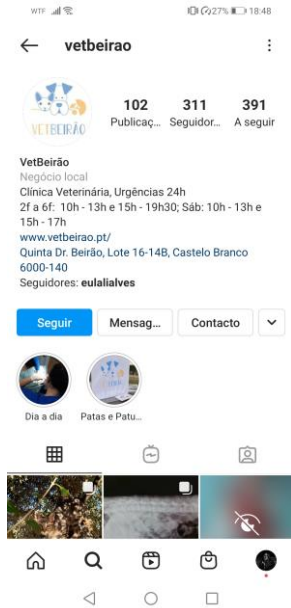 WTF 27% 18:48
vetbeirao
VETBEIRÃO
102 311 391
Publicaç... Seguidor... A seguir
VetBeirão
Negócio local
Clínica Veterinária, Urgências 24h
2f a 6f: 10h - 13h e 15h - 19h30; Sáb: 10h - 13h e
15h - 17h
www.vetbeirao.pt/
Quinta Dr. Beirão, Lote 16-14B, Castelo Branco
6000-140
Seguidores: eulalialves
Seguir Mensag... Contacto
Dia a dia Patas e Patu...